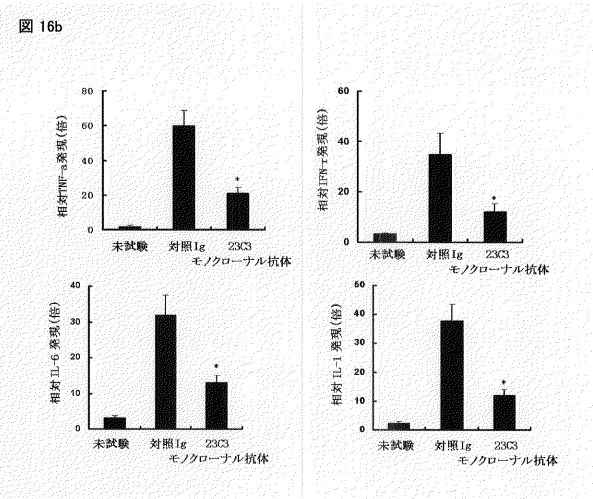 図 16b
相対TNF-a発現(倍)
80
60
40
20
0
未試験 対照Ig 23C3
モノクローナル抗体
相対IFN-r発現(倍)
60
40
20
0
未試験 対照Ig 23C3
モノクローナル抗体
相対IL-6 発現(倍)
40
30
20
10
0
未試験 対照Ig 23C3
モノクローナル抗体
相対IL-1 発現(倍)
60
50
40
30
20
10
0
未試験 対照Ig 23C3
モノクローナル抗体
*
*
*
*